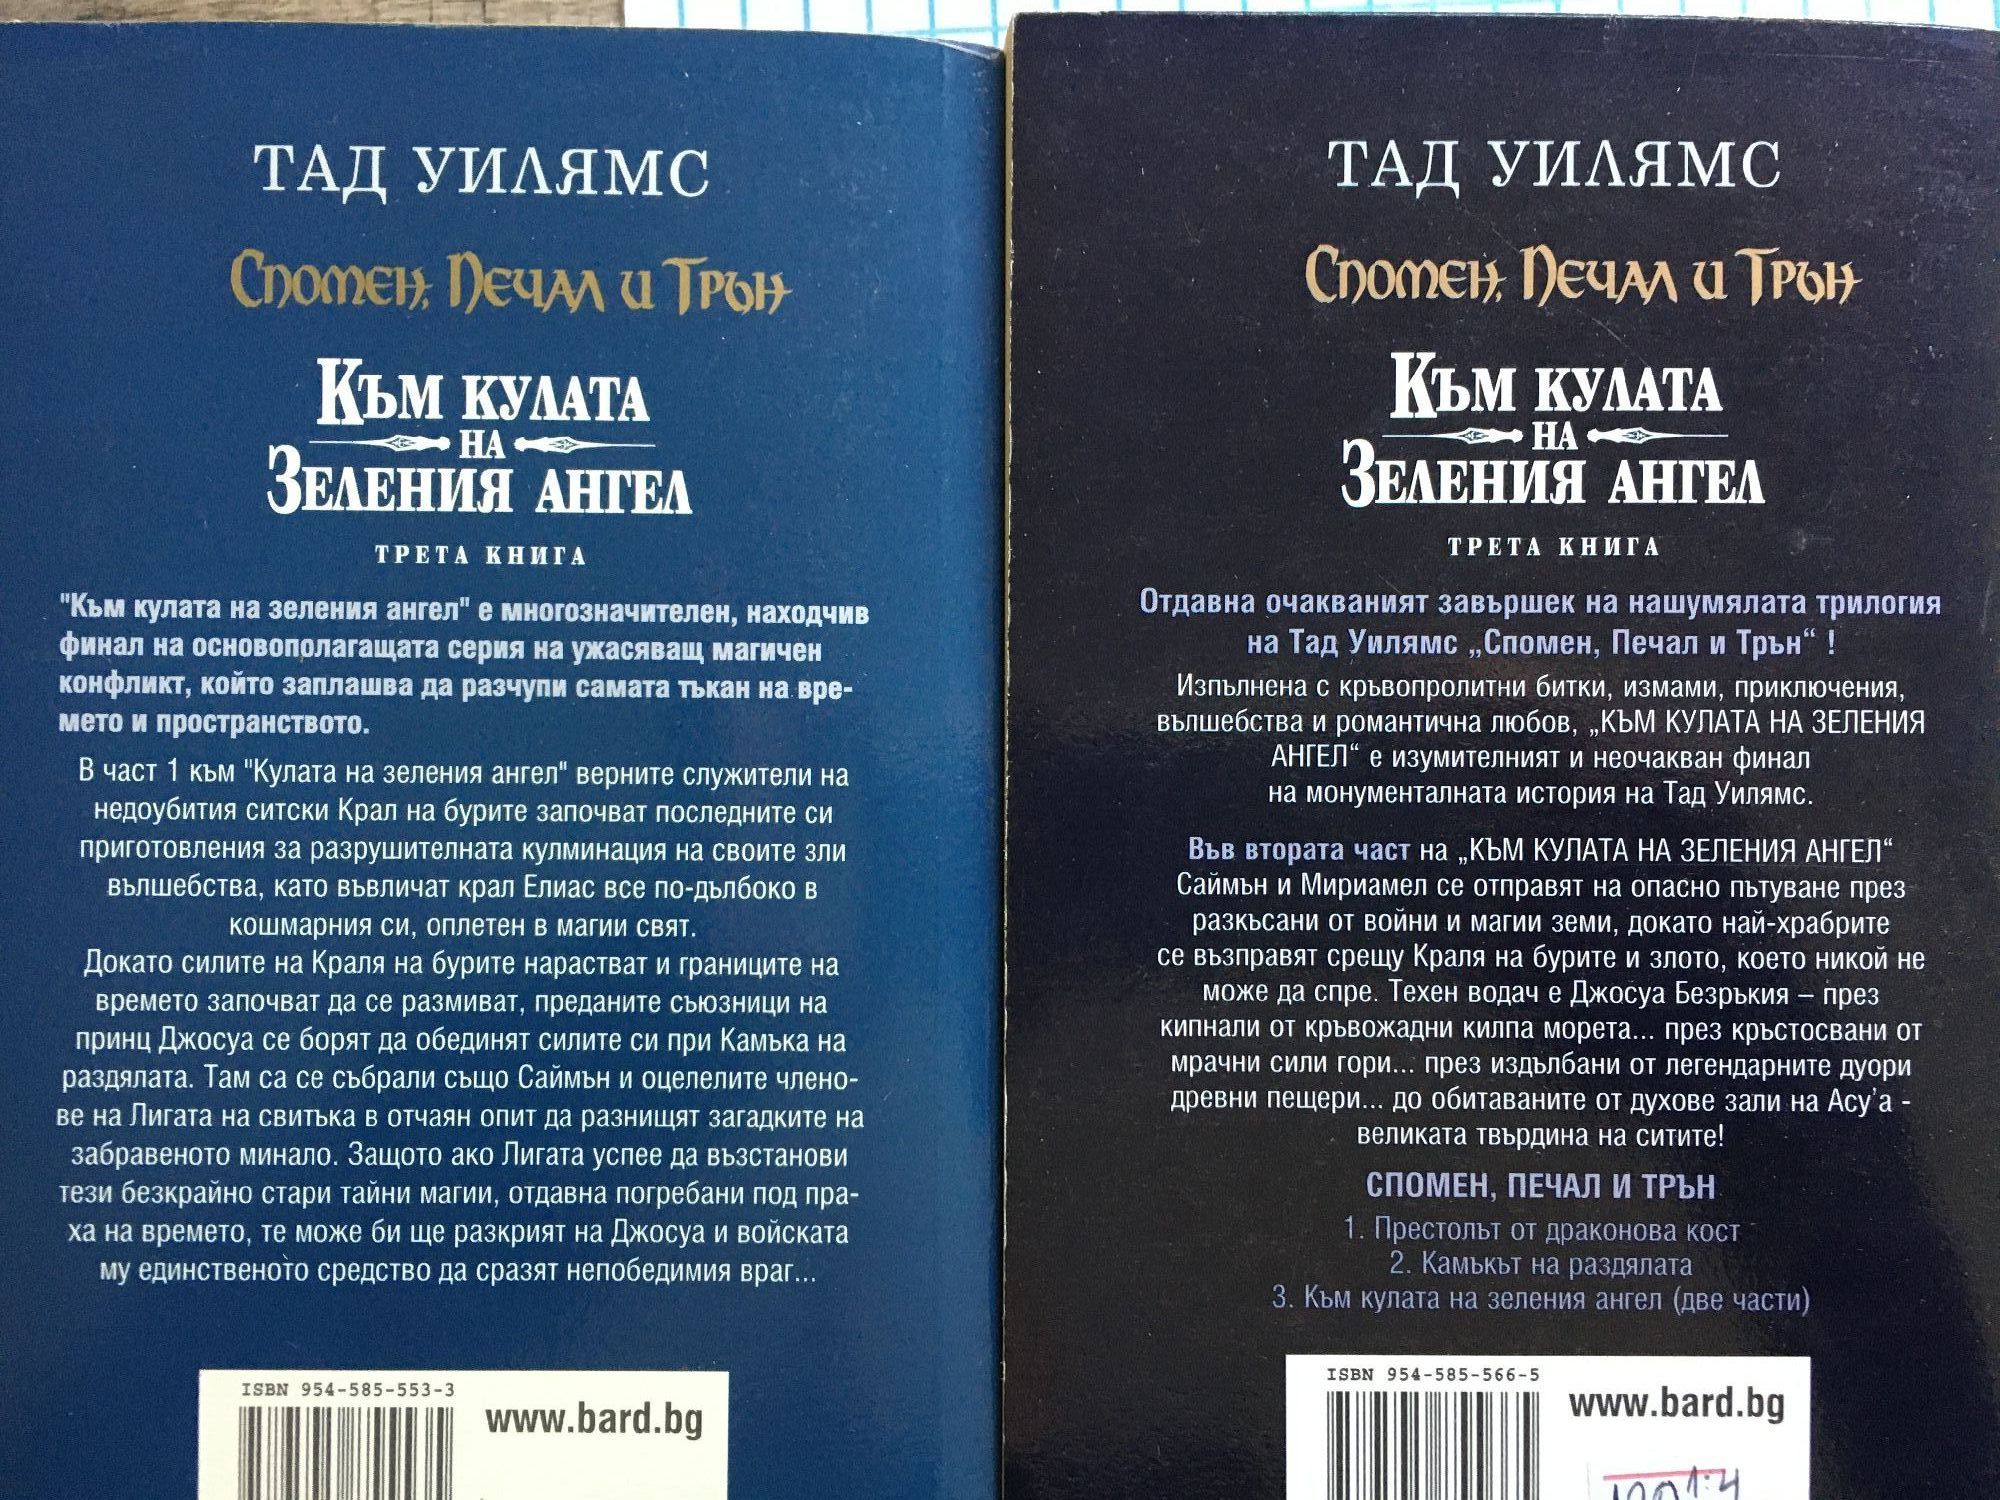 ТАД УИЛЯМС
Спомен, Печал и Трън
Към кулата
на
Зеления ангел
ТРЕТА КНИГА
"Към кулата на зеления ангел" е многозначителен, находчив
финал на основополагащата серия на ужасяващ магичен
конфликт, който заплашва да разчупи самата тъкан на вре-
мето и пространството.
В част 1 към "Кулата на зеления ангел" верните служители на
недоубития ситски Крал на бурите започват последните си
приготовления за разрушителната кулминация на своите зли
вълшебства, като въвличат крал Елиас все по-дълбоко в
кошмарния си, оплетен в магии свят.
Докато силите на Краля на бурите нарастват и границите на
времето започват да се размиват, преданите съюзници на
принц Джосуа се борят да обединят силите си при Камъка на
раздялата. Там са се събрали също Саймън и оцелелите члено-
ве на Лигата на свитъка в отчаян опит да разнищят загадките на
забравеното минало. Защото ако Лигата успее да възстанови
тези безкрайно стари тайни магии, отдавна погребани под пра-
ха на времето, те може би ще разкрият на Джосуа и войската
му единственото средство да сразят непобедимия враг...
ISBN 954-585-553-3
www.bard.bg
ТАД УИЛЯМС
Спомен, Печал и Трън
Към кулата
на
Зеления ангел
ТРЕТА КНИГА
Отдавна очакваният завършек на нашумялата трилогия
на Тад Уилямс „Спомен, Печал и Трън“ !
Изпълнена с кръвопролитни битки, измами, приключения,
вълшебства и романтична любов, „КЪМ КУЛАТА НА ЗЕЛЕНИЯ
АНГЕЛ“ е изумителният и неочакван финал
на монументалната история на Тад Уилямс.
Във втората част на „КЪМ КУЛАТА НА ЗЕЛЕНИЯ АНГЕЛ“
Саймън и Мириамел се отправят на опасно пътуване през
разкъсани от войни и магии земи, докато най-храбрите
се възправят срещу Краля на бурите и злото, което никой не
може да спре. Техен водач е Джосуа Безръкия – през
кипнали от кръвожадни килпа морета... през кръстосвани от
мрачни сили гори... през издълбани от легендарните дуори
древни пещери... до обитаваните от духове зали на Асу’а -
великата твърдина на ситите!
СПОМЕН, ПЕЧАЛ И ТРЪН
1. Престолът от драконова кост
2. Камъкът на раздялата
3. Към кулата на зеления ангел (две части)
ISBN 954-585-566-5
www.bard.bg